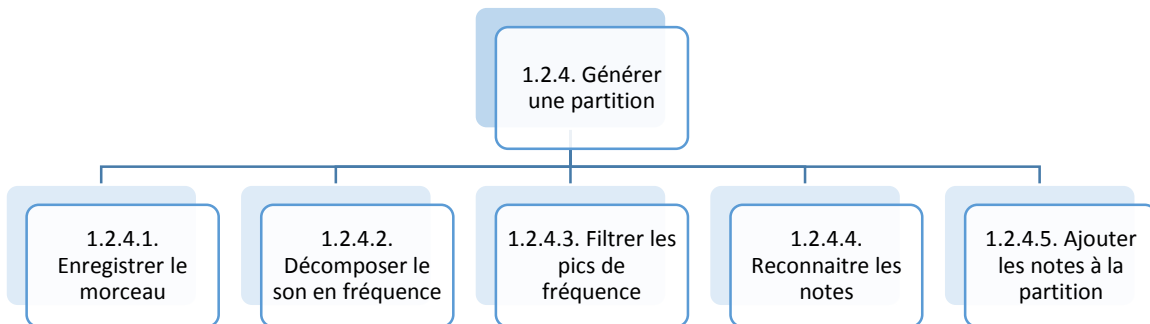 1.2.4. Générer
une partition
1.2.4.1.
Enregistrer le
morceau
1.2.4.2.
Décomposer le
son en fréquence
1.2.4.3. Filtrer les
pics de
fréquence
1.2.4.4.
Reconnaitre les
notes
1.2.4.5. Ajouter
les notes à la
partition